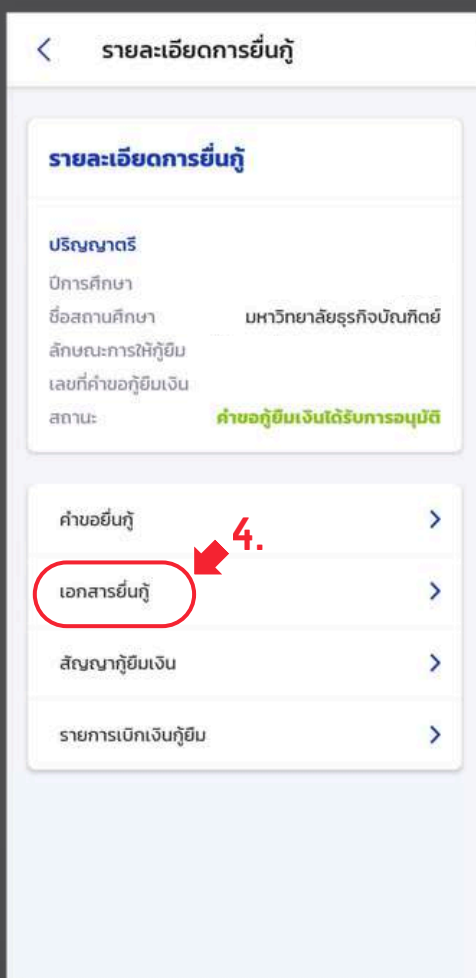 รายละเอียดการยื่นกู้
รายละเอียดการยื่นกู้
ปริญญาตรี
ปีการศึกษา
ชื่อสถานศึกษา มหาวิทยาลัยธุรกิจบัณฑิตย์
ลักษณะการให้กู้ยืม
เลขที่คำขอกู้ยืมเงิน
สถานะ คำขอกู้ยืมเงินได้รับการอนุมัติ
คำขอยื่นกู้
4.
เอกสารยื่นกู้
สัญญากู้ยืมเงิน
รายการเบิกเงินกู้ยืม